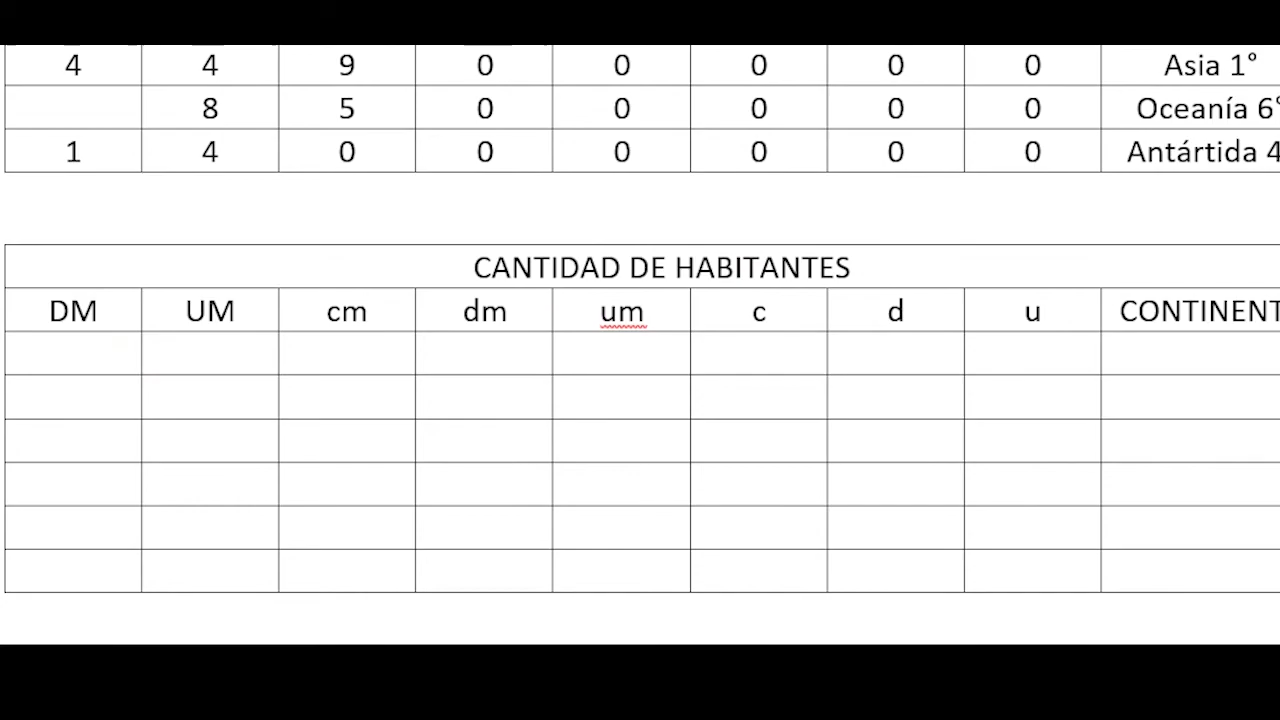 4 4 9 0 0 0 0 0 Asia 1°
8 5 0 0 0 0 0 Oceanía 6°
1 4 0 0 0 0 0 0 Antártida 4
CANTIDAD DE HABITANTES
DM UM cm dm um c d u CONTINENT